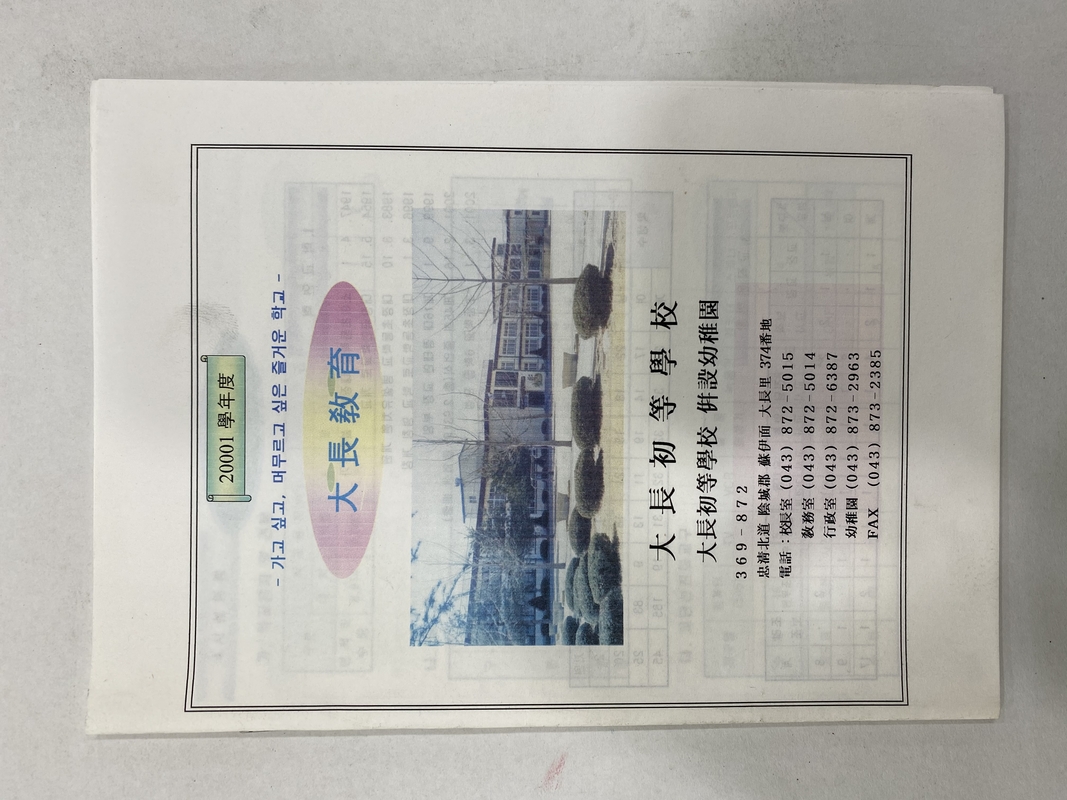 20001 學年度
- 가고 싶고, 머무르고 싶은 즐거운 학교 -
大長敎育
大長初等學校
大長初等學校 倂設幼稚園
369-872
忠淸北道 陰城郡 蘇伊面 大長里 374番地
電話 : 校長室 (043) 872-5015
敎務室 (043) 872-5014
行政室 (043) 872-6387
幼稚園 (043) 873-2963
FAX (043) 873-2385